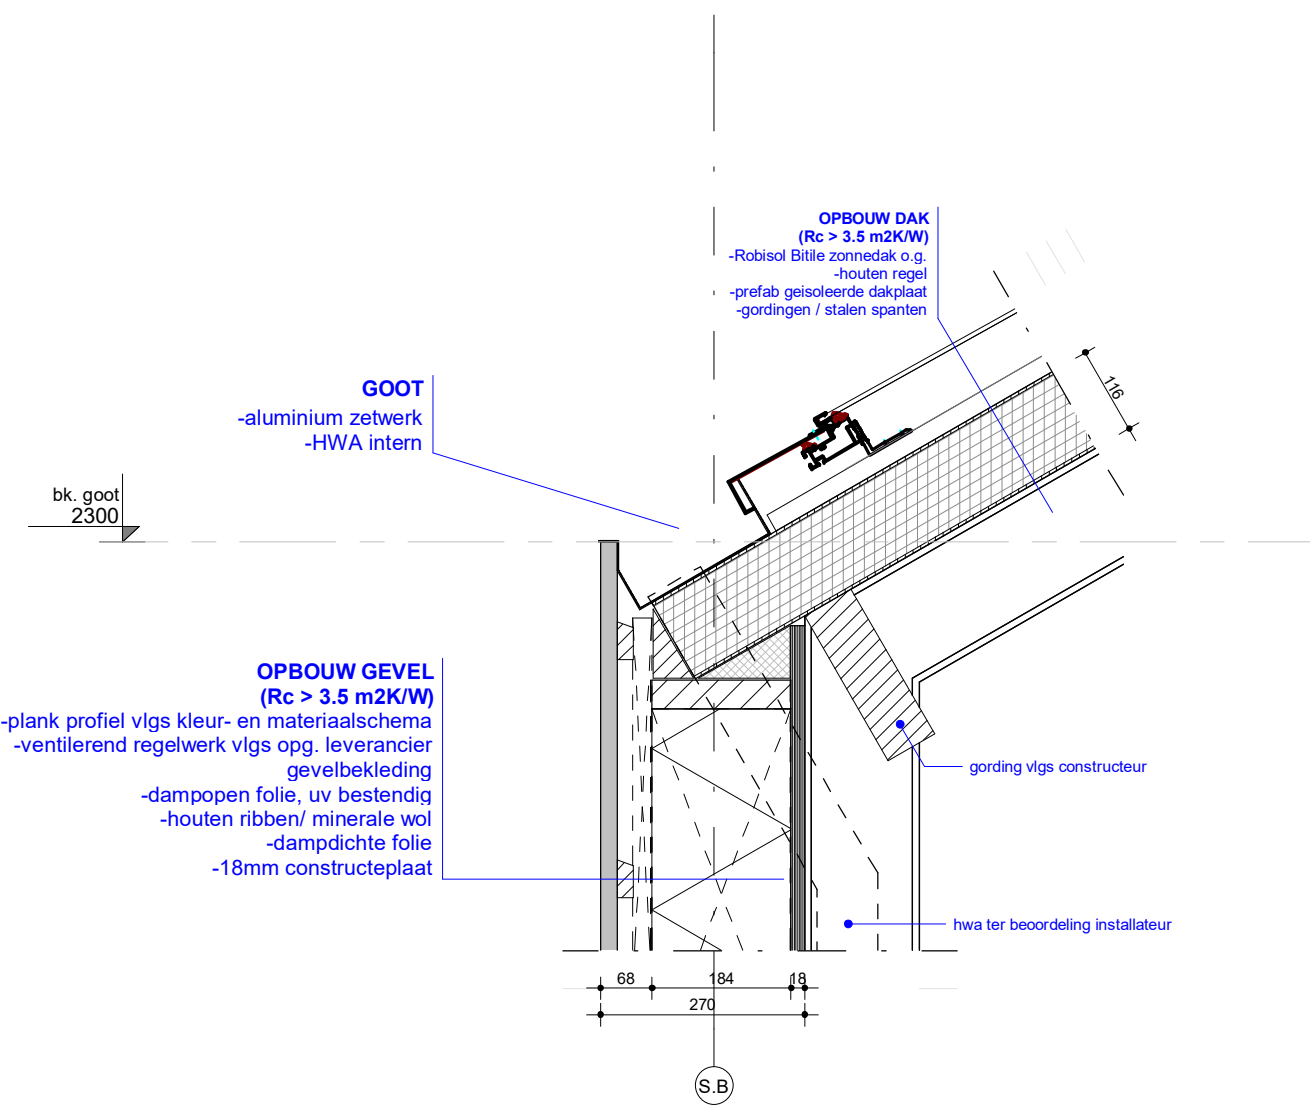 OPBOUW DAK
(Rc > 3.5 m2K/W)
-Robisol Bitile zonnedak o.g.
-houten regel
-prefab geisoleerde dakplaat
-gordingen / stalen spanten
116
GOOT
-aluminium zetwerk
-HWA intern
bk. goot
2300
OPBOUW GEVEL
(Rc > 3.5 m2K/W)
-plank profiel vlgs kleur- en materiaalschema
-ventilerend regelwerk vlgs opg. leverancier
gevelbekleding
-dampopen folie, uv bestendig
-houten ribben/ minerale wol
-dampdichte folie
-18mm constructeplaat
gording vlgs constructeur
hwa ter beoordeling installateur
68 184 18
270
S.B